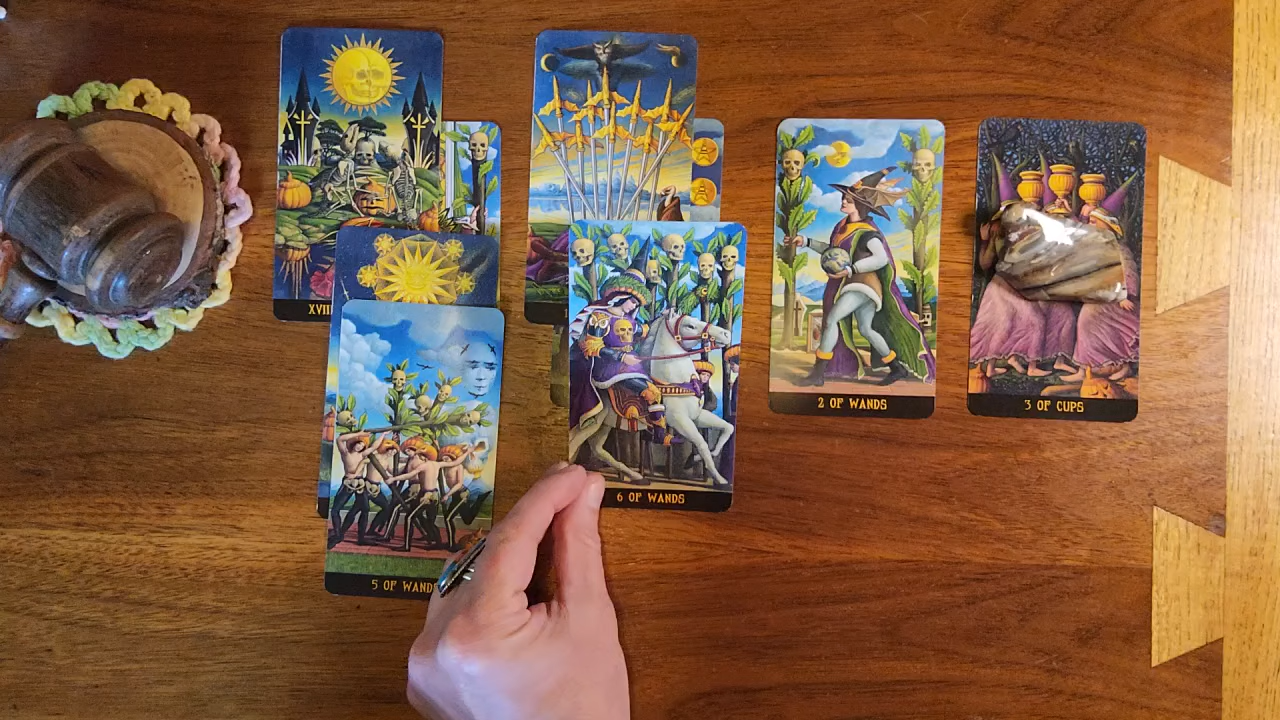 XVIII
2 OF WANDS
3 OF CUPS
6 OF WANDS
5 OF WANDS